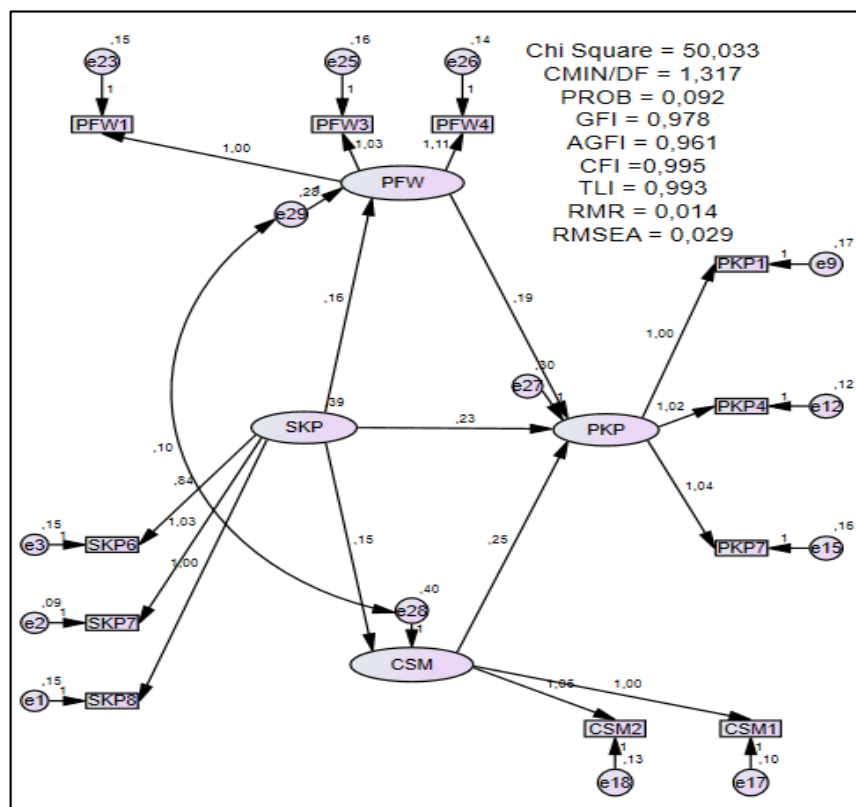 ,15
e23
1
PFW1
,16
e25
1
PFW3
,14
e26
1
PFW4
Chi Square = 50,033
CMIN/DF = 1,317
PROB = 0,092
GFI = 0,978
AGFI = 0,961
CFI =0,995
TLI = 0,993
RMR = 0,014
RMSEA = 0,029
1,00
1,03
1,11
PFW
,28
1
e29
,16
,19
PKP1
1
e9
,17
1,00
,30
e27
1
PKP4
1
e12
,12
1,02
,39
SKP
,23
PKP
1,04
PKP7
1
e15
,16
,10
,84
1,03
1,00
,15
e3
1
SKP6
,09
e2
1
SKP7
,15
e1
1
SKP8
,15
,25
,40
e28
1
CSM
1,06
1,00
CSM2
CSM1
1
,13
e18
1
,10
e17